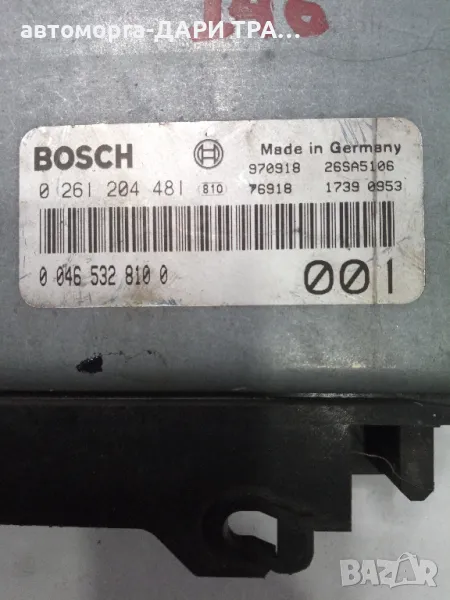 автоморга-ДАРИ ТРА...
BOSCH
Made in Germany
970918 26SA5106
0 261 204 481 810 76918 1739 0953
0 046 532 810 0
001
BAZAR